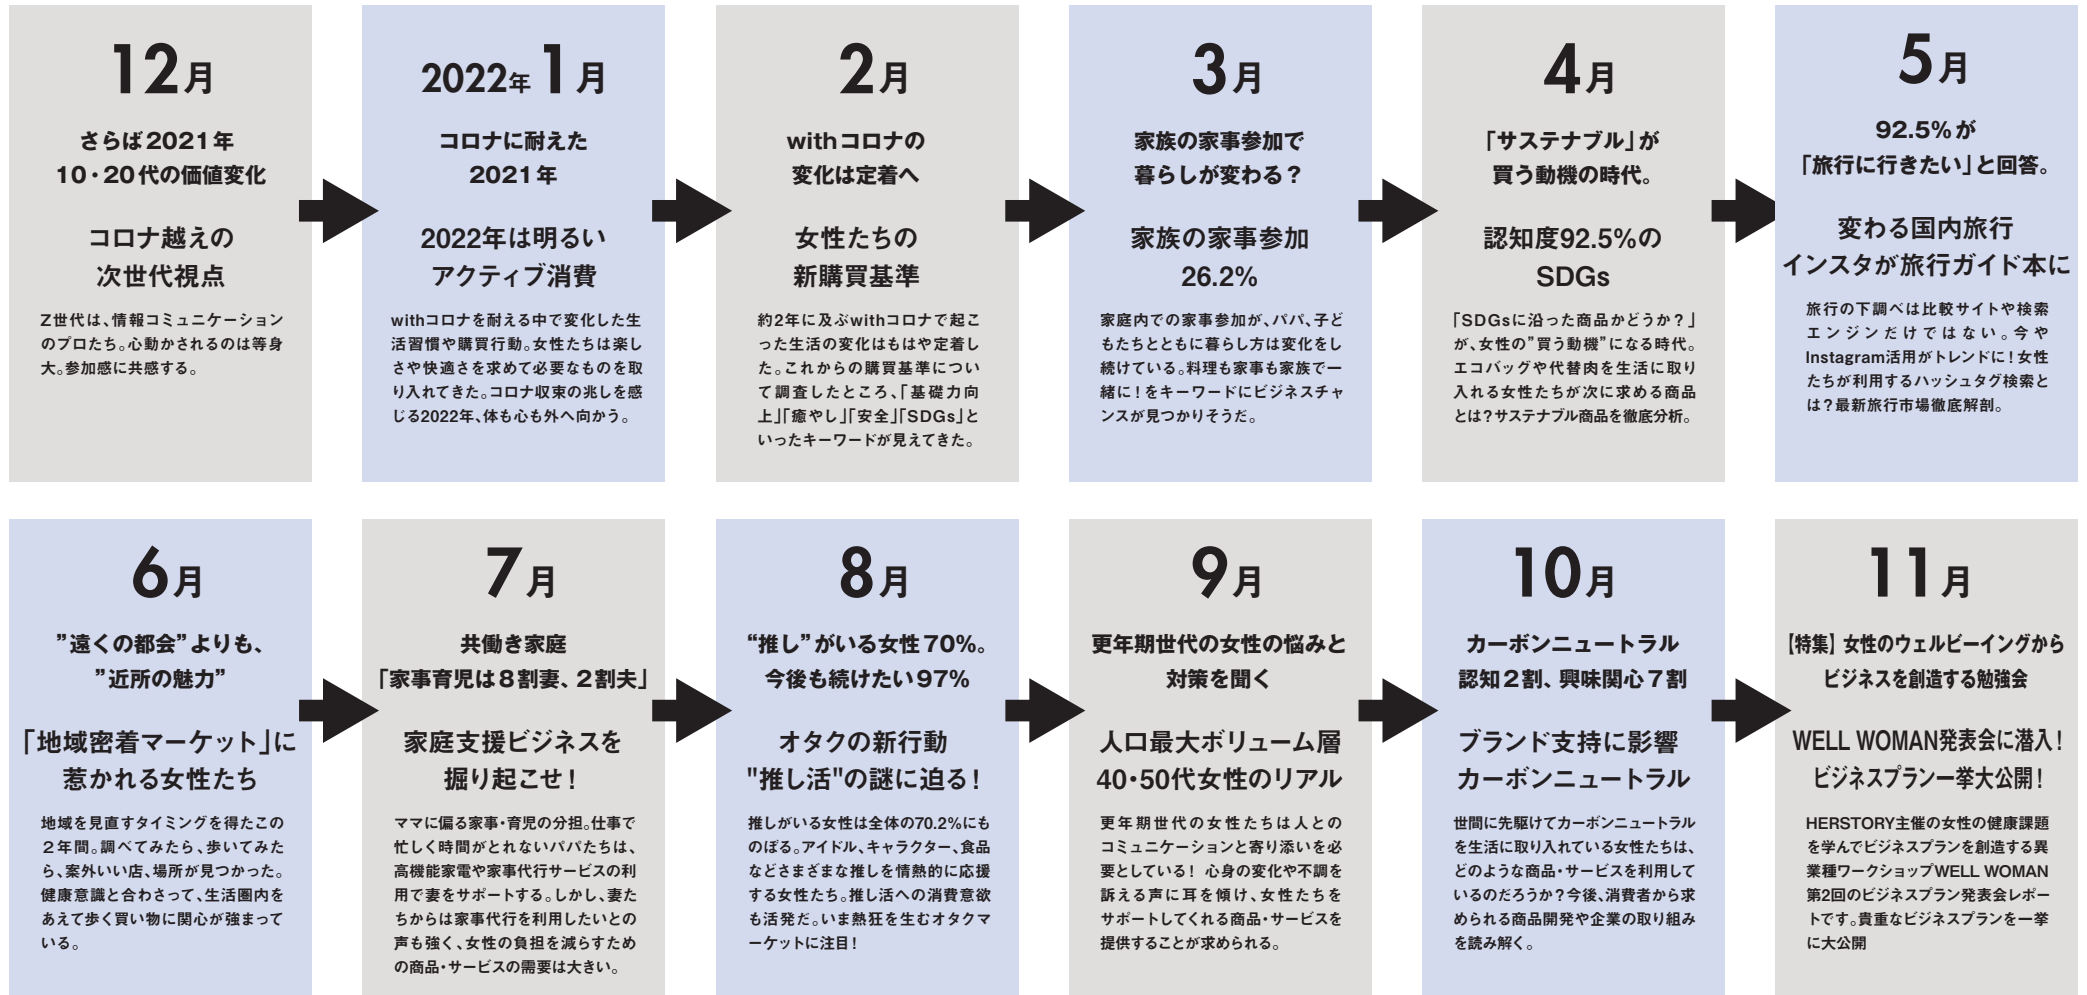 12月
さらば2021年
10・20代の価値変化
コロナ越えの
次世代視点
Z世代は、情報コミュニケーション
のプロたち。心動かされるのは等身
大。参加感に共感する。
2022年 1月
コロナに耐えた
2021年
2022年は明るい
アクティブ消費
withコロナを耐える中で変化した生
活習慣や購買行動。女性たちは楽し
さや快適さを求めて必要なものを取
り入れてきた。コロナ収束の兆しを感
じる2022年、体も心も外へ向かう。
2月
withコロナの
変化は定着へ
女性たちの
新購買基準
約2年に及ぶwithコロナで起こ
った生活の変化はもはや定着し
た。これからの購買基準につい
て調査したところ、「基礎力向
上」「癒やし」「安全」「SDGs」と
いったキーワードが見えてきた。
3月
家族の家事参加で
暮らしが変わる？
家族の家事参加
26.2%
家庭内での家事参加が、パパ、子ど
もたちとともに暮らし方は変化をし
続けている。料理も家事も家族で一
緒に！をキーワードにビジネスチャ
ンスが見つかりそうだ。
4月
「サステナブル」が
買う動機の時代。
認知度92.5%の
SDGs
「SDGsに沿った商品かどうか？」
が、女性の”買う動機”になる時代。
エコバッグや代替肉を生活に取り
入れる女性たちが次に求める商品
とは？サステナブル商品を徹底分析。
5月
92.5%が
「旅行に行きたい」と回答。
変わる国内旅行
インスタが旅行ガイド本に
旅行の下調べは比較サイトや検索
エンジンだけではない。今や
Instagram活用がトレンドに！女性
たちが利用するハッシュタグ検索と
は？最新旅行市場徹底解剖。
6月
”遠くの都会”よりも、
”近所の魅力”
「地域密着マーケット」に
惹かれる女性たち
地域を見直すタイミングを得たこの
２年間。調べてみたら、歩いてみた
ら、案外いい店、場所が見つかった。
健康意識と合わさって、生活圏内を
あえて歩く買い物に関心が強まって
いる。
7月
共働き家庭
「家事育児は８割妻、２割夫」
家庭支援ビジネスを
掘り起こせ！
ママに偏る家事・育児の分担。仕事で
忙しく時間がとれないパパたちは、
高機能家電や家事代行サービスの利
用で妻をサポートする。しかし、妻た
ちからは家事代行を利用したいとの
声も強く、女性の負担を減らすため
の商品・サービスの需要は大きい。
8月
“推し”がいる女性70%。
今後も続けたい97%
オタクの新行動
"推し活"の謎に迫る！
推しがいる女性は全体の70.2%にも
のぼる。アイドル、キャラクター、食品
などさまざまな推しを情熱的に応援
する女性たち。推し活への消費意欲
も活発だ。いま熱狂を生むオタクマ
ーケットに注目！
9月
更年期世代の女性の悩みと
対策を聞く
人口最大ボリューム層
40・50代女性のリアル
更年期世代の女性たちは人との
コミュニケーションと寄り添いを必
要としている！ 心身の変化や不調を
訴える声に耳を傾け、女性たちを
サポートしてくれる商品・サービスを
提供することが求められる。
10月
カーボンニュートラル
認知２割、興味関心７割
ブランド支持に影響
カーボンニュートラル
世間に先駆けてカーボンニュートラル
を生活に取り入れている女性たちは、
どのような商品・サービスを利用して
いるのだろうか？今後、消費者から求
められる商品開発や企業の取り組み
を読み解く。
11月
【特集】女性のウェルビーイングから
ビジネスを創造する勉強会
WELL WOMAN発表会に潜入！
ビジネスプラン一挙大公開！
HERSTORY主催の女性の健康課題
を学んでビジネスプランを創造する異
業種ワークショップWELL WOMAN
第2回のビジネスプラン発表会レポー
トです。貴重なビジネスプランを一挙
に大公開